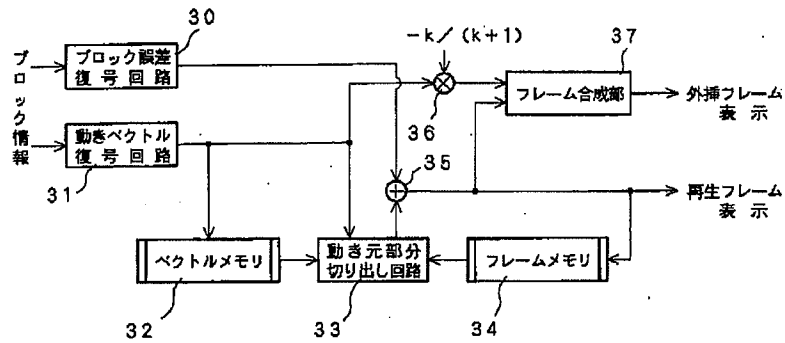 30
ブロック誤差
復号回路
ブロック情報
動きベクトル
復号回路
31
-k/(k+1)
36
37
フレーム合成部
外挿フレーム
表示
35
再生フレーム
表示
ベクトルメモリ
32
動き元部分
切り出し回路
33
フレームメモリ
34